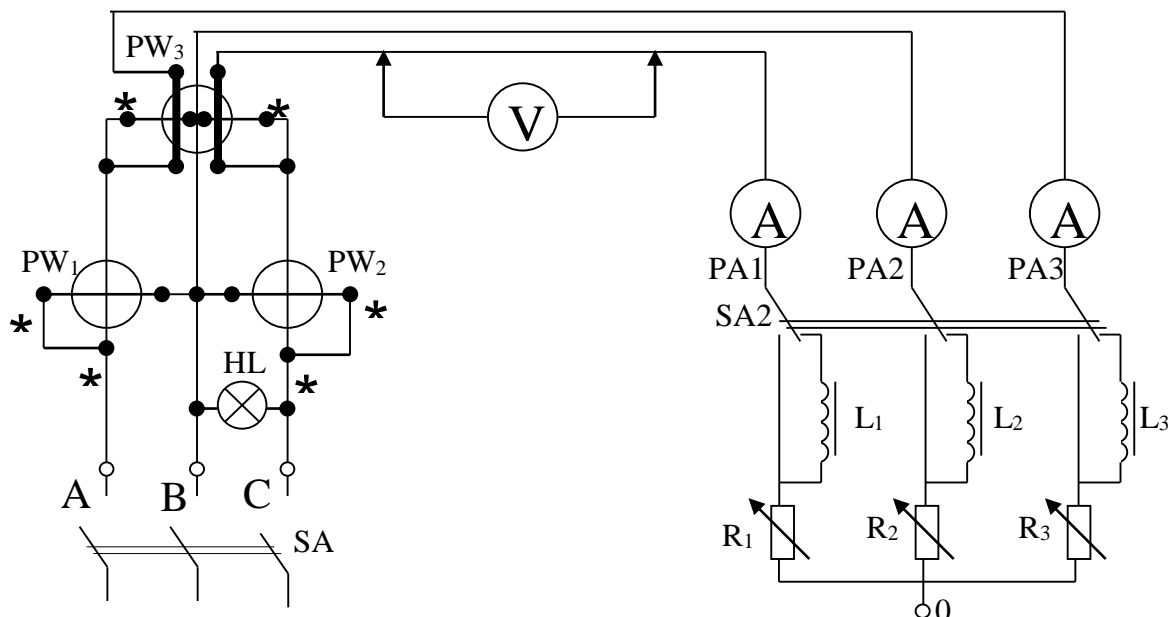 PW₃
* *
V
A A A
PW₁ PW₂
PA1 PA2 PA3
* *
SA2
HL
* *
L₁ L₂ L₃
A B C
SA
R₁ R₂ R₃
0